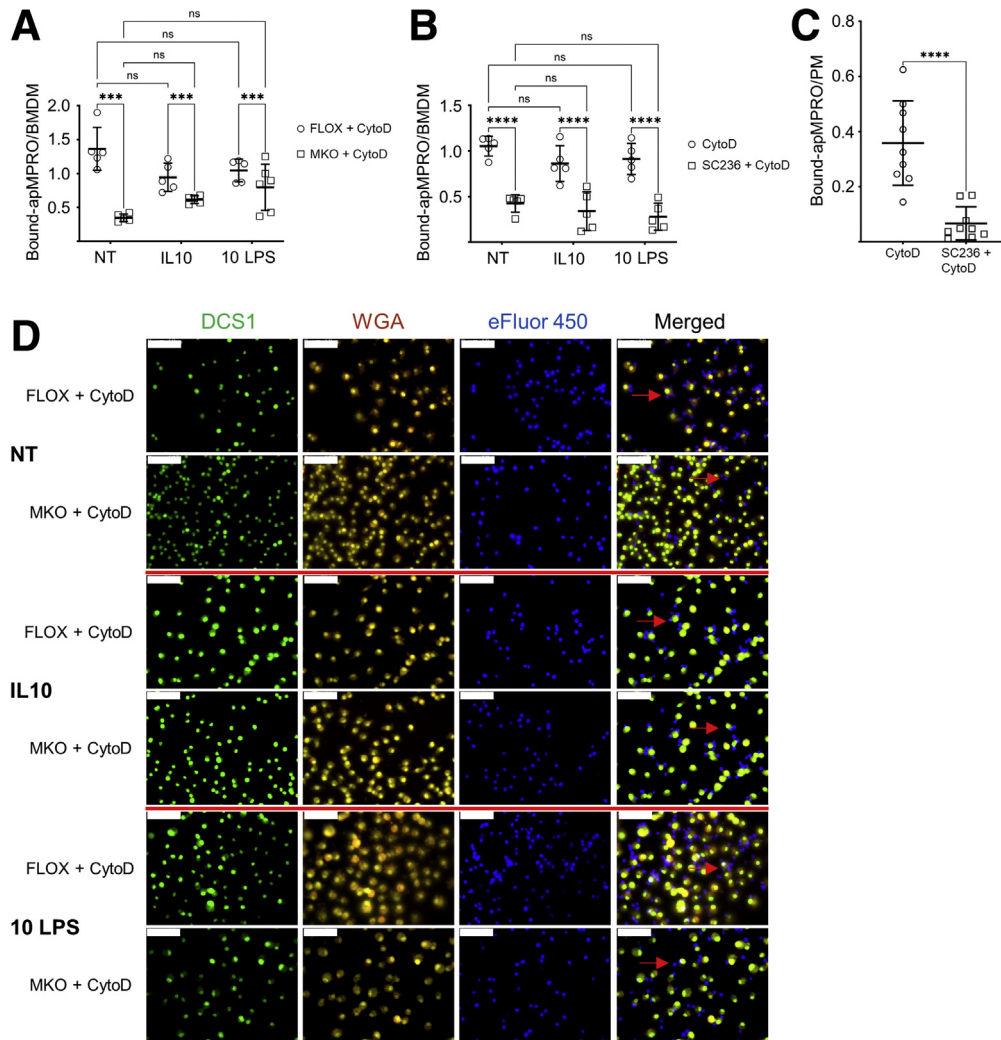 A
ns
ns
ns
ns
*** *** ***
Bound-apMPRO/BMDM
2.0
1.5
1.0
0.5
NT IL10 10 LPS
FLOX + CytoD
MKO + CytoD
B
ns
ns
ns
ns
**** **** ****
Bound-apMPRO/BMDM
1.5
1.0
0.5
NT IL10 10 LPS
CytoD
SC236 + CytoD
C
****
Bound-apMPRO/PM
0.8
0.6
0.4
0.2
CytoD SC236 +
CytoD
D
DCS1 WGA eFluor 450 Merged
FLOX + CytoD
NT
MKO + CytoD
FLOX + CytoD
IL10
MKO + CytoD
FLOX + CytoD
10 LPS
MKO + CytoD